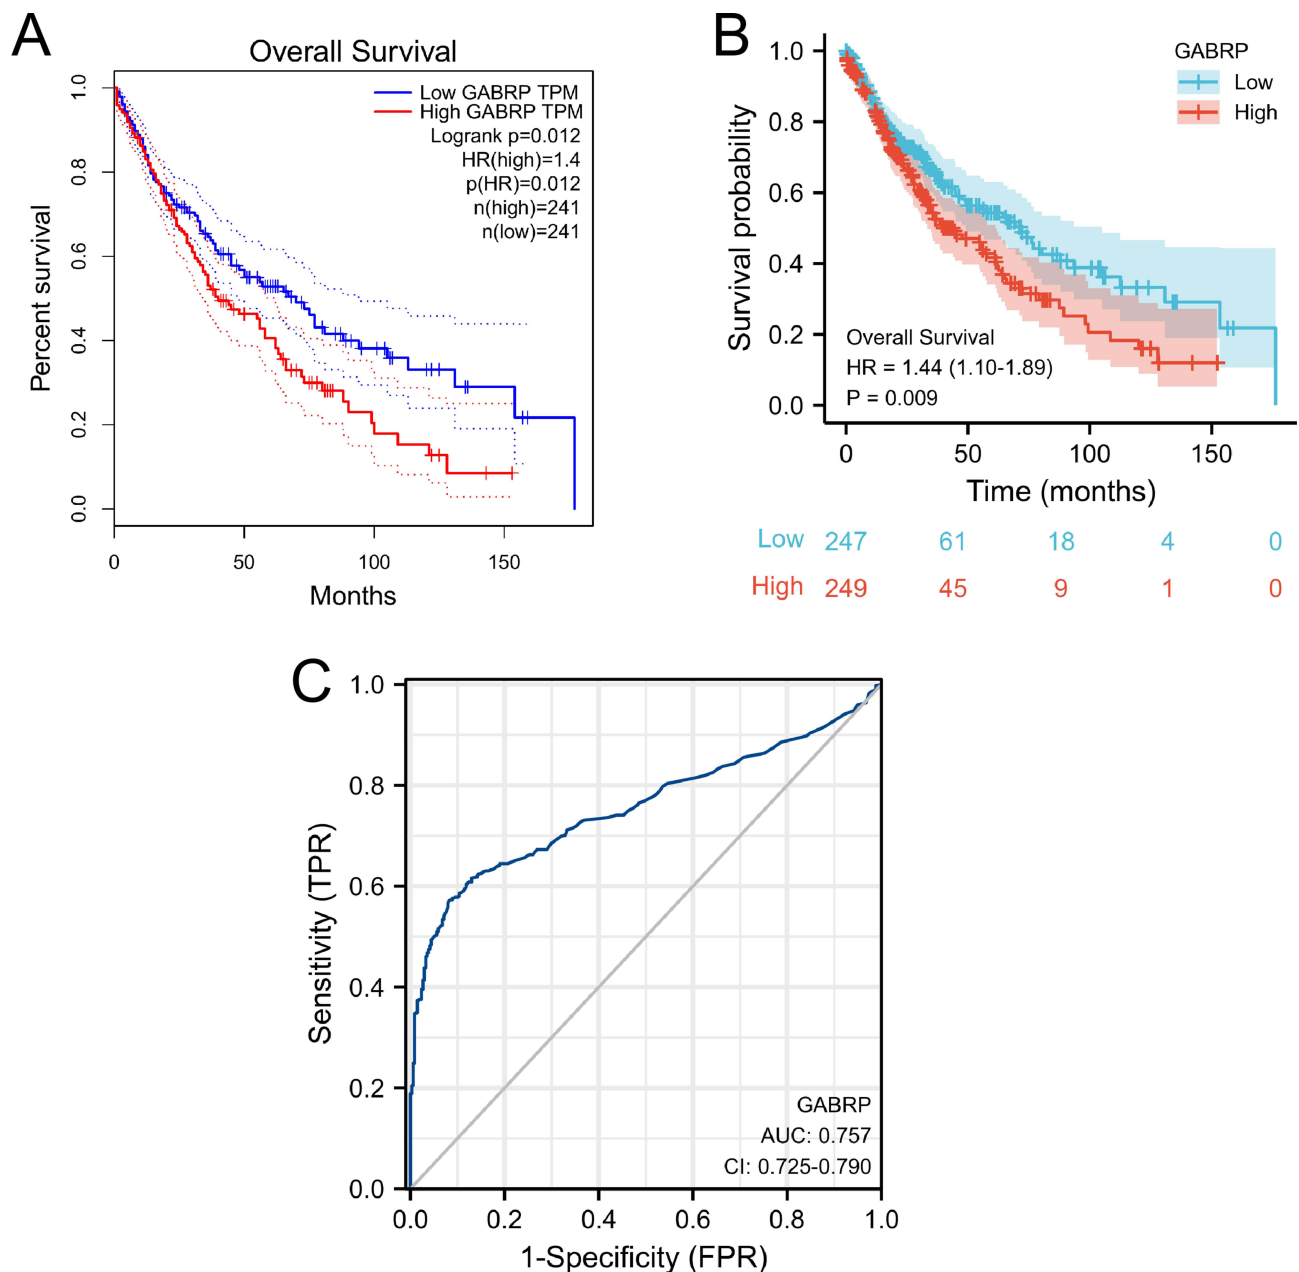 A
Overall Survival
Low GABRP TPM
High GABRP TPM
Logrank p=0.012
HR(high)=1.4
p(HR)=0.012
n(high)=241
n(low)=241
Percent survival
1.0
0.8
0.6
0.4
0.2
0.0
0 50 100 150
Months
B
GABRP
Low
High
Survival probability
1.0
0.8
0.6
0.4
0.2
0.0
Overall Survival
HR = 1.44 (1.10-1.89)
P = 0.009
0 50 100 150
Time (months)
Low 247 61 18 4 0
High 249 45 9 1 0
C
Sensitivity (TPR)
1.0
0.8
0.6
0.4
0.2
0.0
GABRP
AUC: 0.757
CI: 0.725-0.790
0.0 0.2 0.4 0.6 0.8 1.0
1-Specificity (FPR)